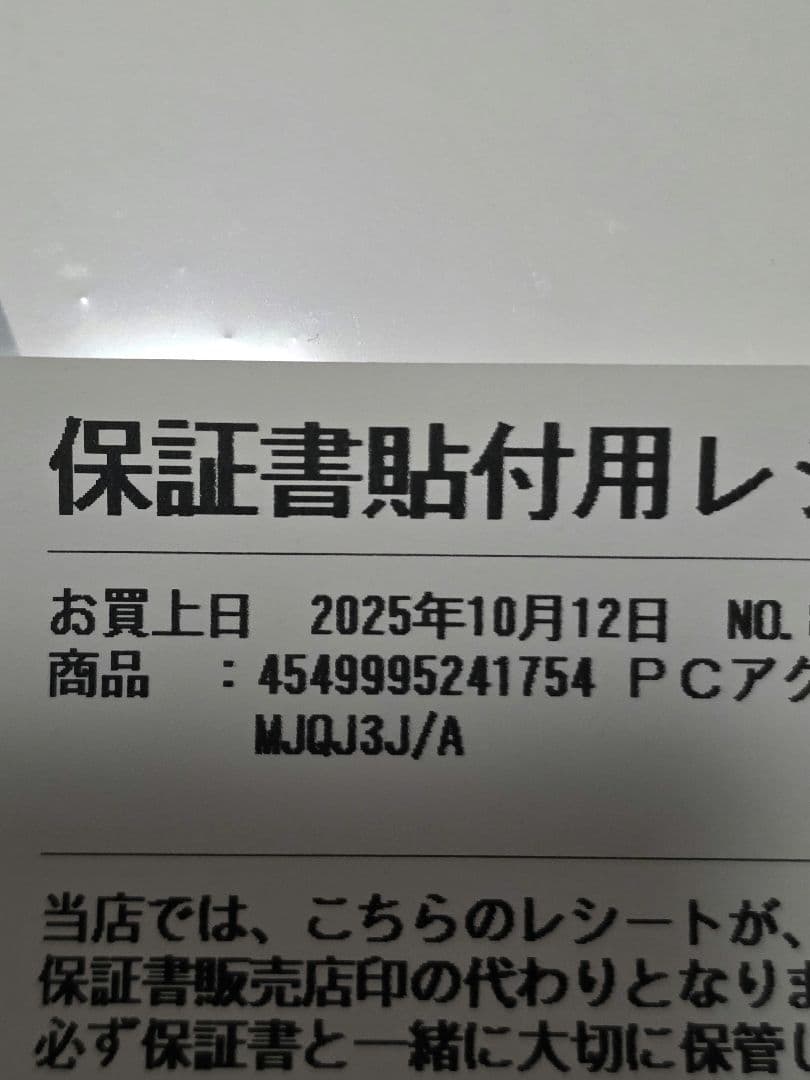 保証書貼付用レ
お買上日　2025年10月12日　NO.
商品　：4549995241754 ＰＣアク
MJQJ3J/A
当店では、こちらのレシートが、
保証書販売店印の代わりとなりま
必ず保証書と一緒に大切に保管し